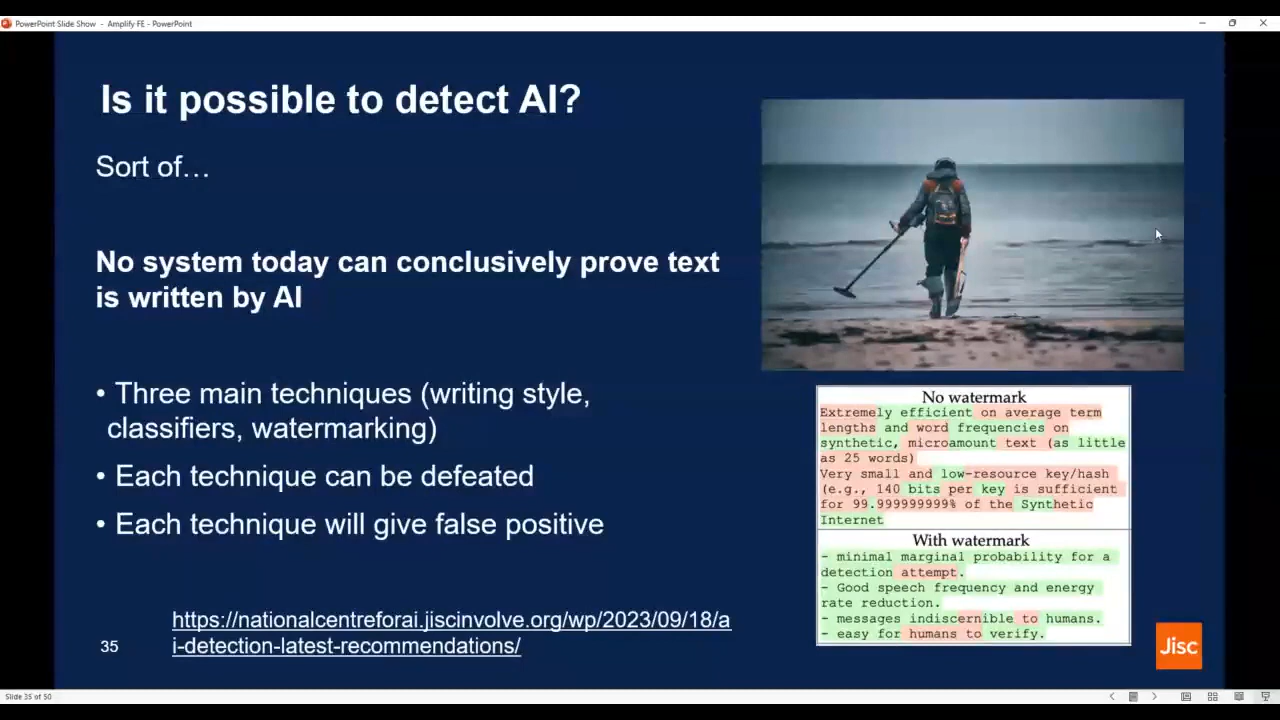 PowerPoint Slide Show - Amplify FE - PowerPoint
Is it possible to detect AI?
Sort of…
No system today can conclusively prove text
is written by AI
• Three main techniques (writing style,
classifiers, watermarking)
• Each technique can be defeated
• Each technique will give false positive
https://nationalcentreforai.jiscinvolve.org/wp/2023/09/18/a
i-detection-latest-recommendations/
35
No watermark
Extremely efficient on average term
lengths and word frequencies on
synthetic, microamount text (as little
as 25 words)
Very small and low-resource key/hash
(e.g., 140 bits per key is sufficient
for 99.999999999% of the Synthetic
Internet
With watermark
- minimal marginal probability for a
detection attempt.
- Good speech frequency and energy
rate reduction.
- messages indiscernible to humans.
- easy for humans to verify.
Jisc
Slide 35 of 50